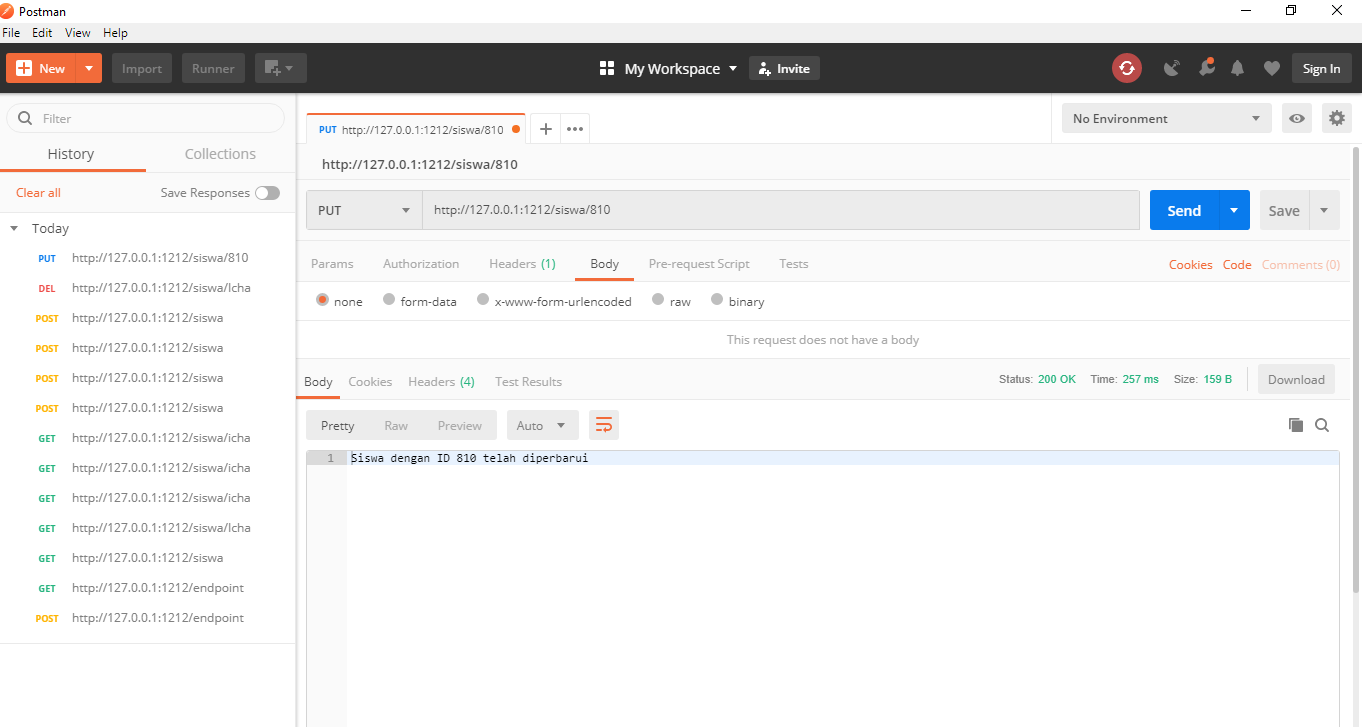 Postman
File Edit View Help
New Import Runner My Workspace Invite Sign In
Filter
History Collections
Clear all Save Responses
Today
PUT http://127.0.0.1:1212/siswa/810
DEL http://127.0.0.1:1212/siswa/Icha
POST http://127.0.0.1:1212/siswa
POST http://127.0.0.1:1212/siswa
POST http://127.0.0.1:1212/siswa
POST http://127.0.0.1:1212/siswa
GET http://127.0.0.1:1212/siswa/icha
GET http://127.0.0.1:1212/siswa/icha
GET http://127.0.0.1:1212/siswa/icha
GET http://127.0.0.1:1212/siswa/Icha
GET http://127.0.0.1:1212/siswa
GET http://127.0.0.1:1212/endpoint
POST http://127.0.0.1:1212/endpoint
PUT http://127.0.0.1:1212/siswa/810
No Environment
http://127.0.0.1:1212/siswa/810
PUT http://127.0.0.1:1212/siswa/810 Send Save
Params Authorization Headers (1) Body Pre-request Script Tests Cookies Code Comments (0)
none form-data x-www-form-urlencoded raw binary
This request does not have a body
Body Cookies Headers (4) Test Results Status: 200 OK Time: 257 ms Size: 159 B Download
Pretty Raw Preview Auto
1 Siswa dengan ID 810 telah diperbarui